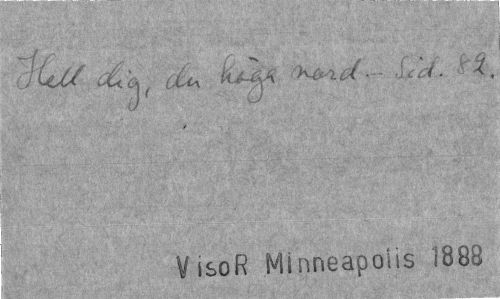 Hell dig, du höga nord. - Sid. 82.
VisoR Minneapolis 1888